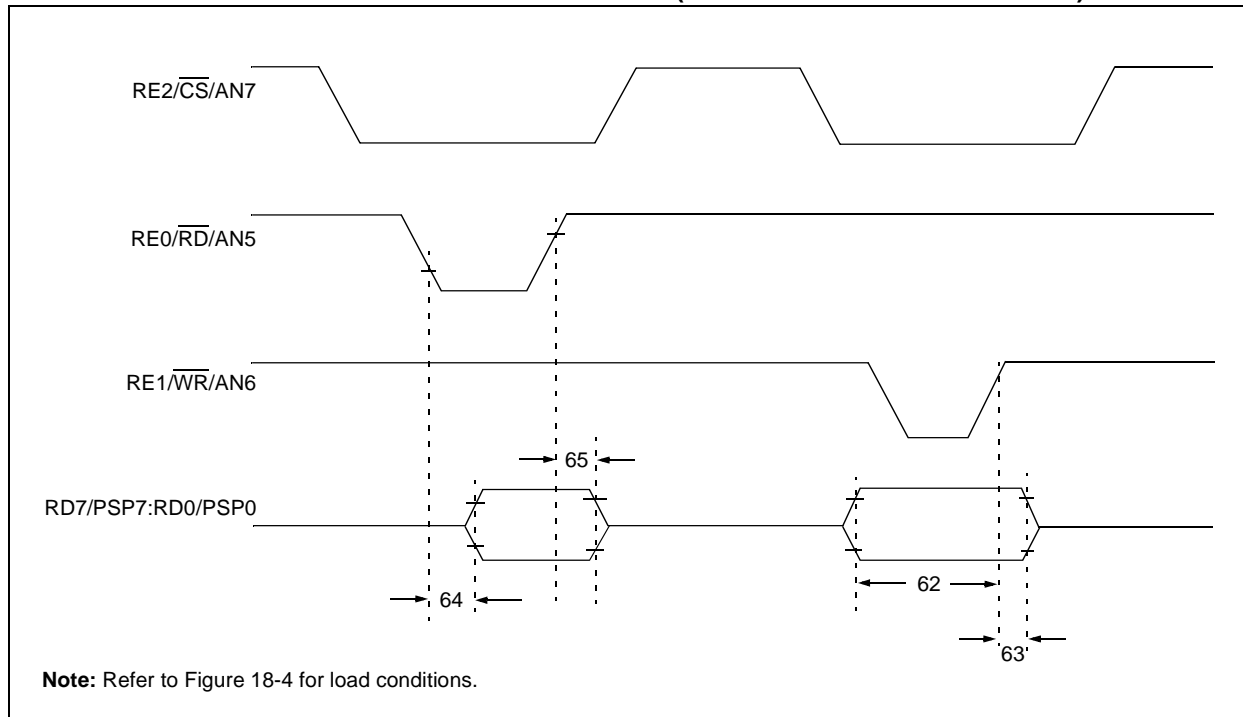 RE2/CS/AN7
RE0/RD/AN5
RE1/WR/AN6
65
RD7/PSP7:RD0/PSP0
64
62
63
Note: Refer to Figure 18-4 for load conditions.